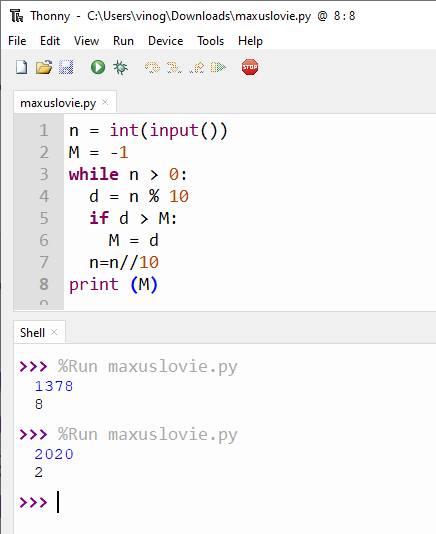 Thonny - C:\Users\vinog\Downloads\maxuslovie.py @ 8:8
File Edit View Run Device Tools Help
STOP
maxuslovie.py ×
1 n = int(input())
2 M = -1
3 while n > 0:
4   d = n % 10
5   if d > M:
6     M = d
7   n=n//10
8 print (M)
9
Shell ×
>>> %Run maxuslovie.py
1378
8
>>> %Run maxuslovie.py
2020
2
>>>